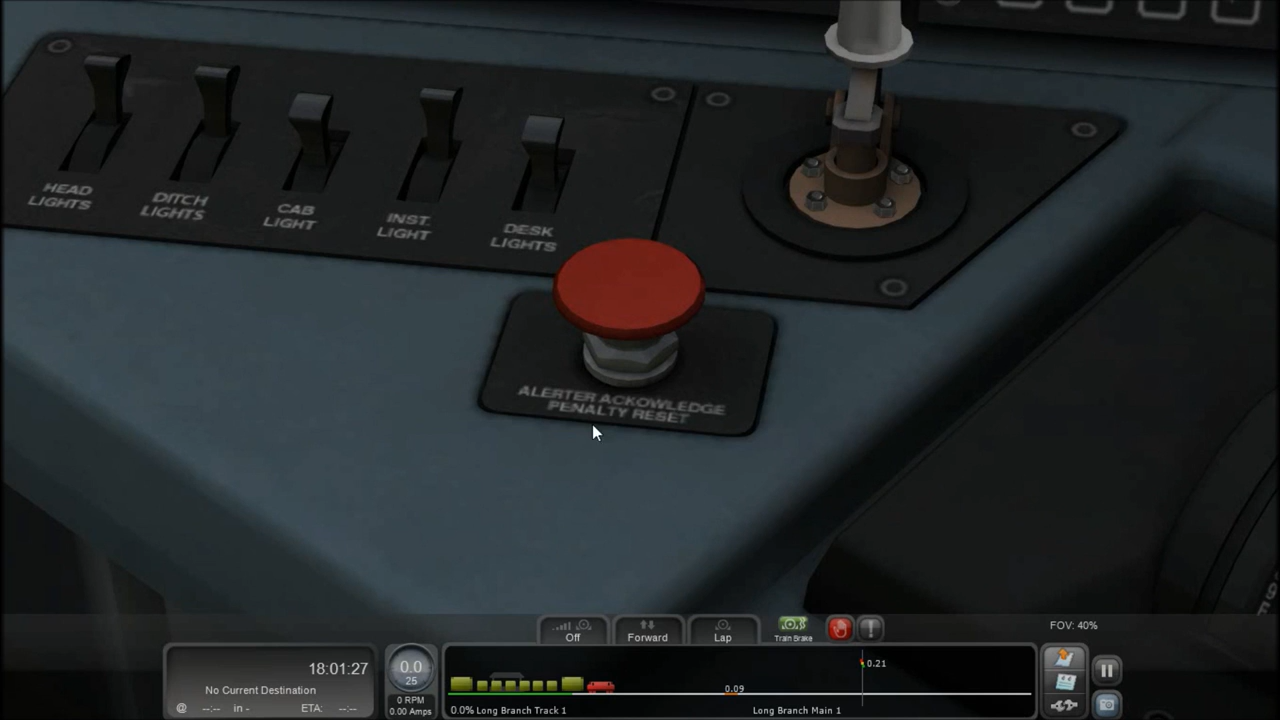 HEAD
LIGHTS
DITCH
LIGHTS
CAB
LIGHT
INST.
LIGHT
DESK
LIGHTS
ALERTER ACKOWLEDGE
PENALTY RESET
Off
Forward
Lap
Train Brake
FOV: 40%
18:01:27
No Current Destination
@ --:-- in - ETA: --:--
0.0
25
0 RPM
0.00 Amps
0.21
0.09
0.0% Long Branch Track 1
Long Branch Main 1